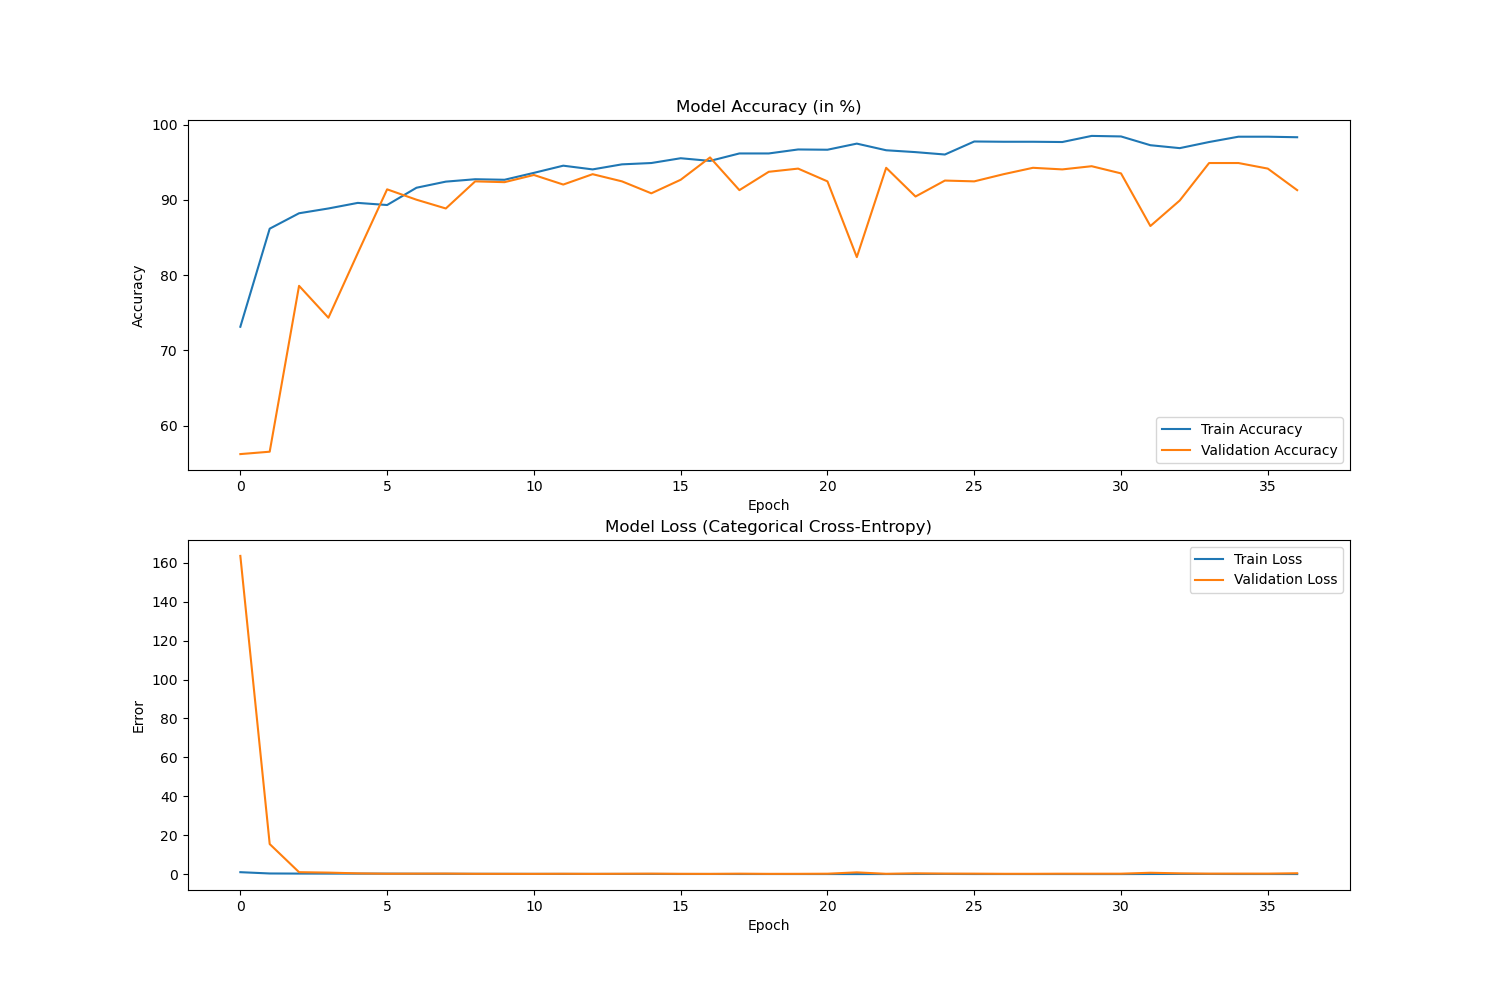 Model Accuracy (in %)
100
90
80
70
60
Accuracy
Train Accuracy
Validation Accuracy
0 5 10 15 20 25 30 35
Epoch
Model Loss (Categorical Cross-Entropy)
160
140
120
100
80
60
40
20
0
Error
Train Loss
Validation Loss
0 5 10 15 20 25 30 35
Epoch